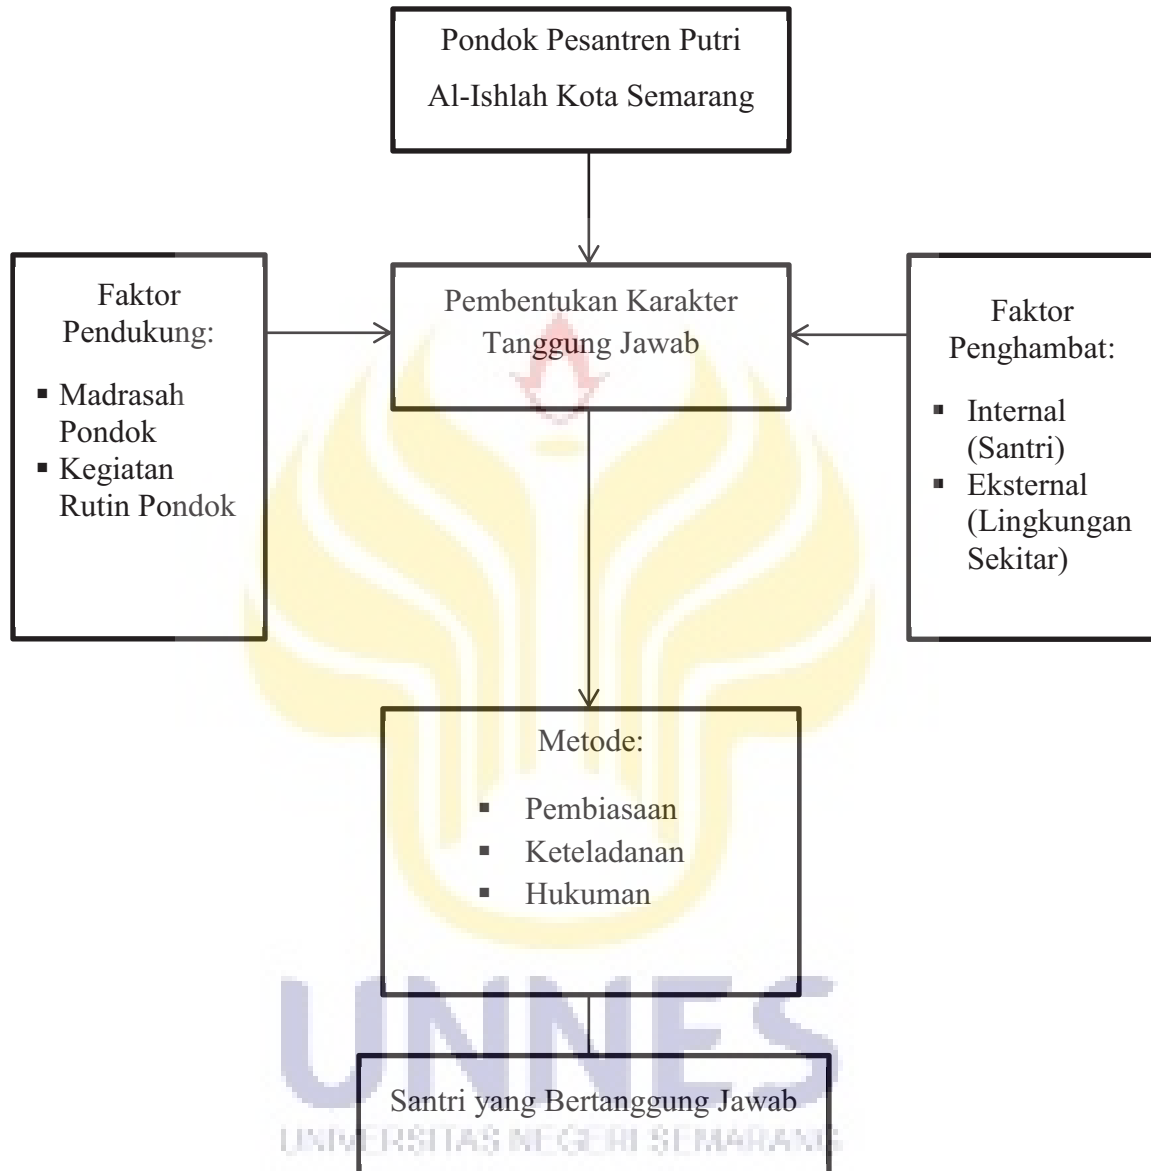 Pondok Pesantren Putri
Al-Ishlah Kota Semarang
Faktor
Pendukung:
▪ Madrasah
Pondok
▪ Kegiatan
Rutin Pondok
Pembentukan Karakter
Tanggung Jawab
Faktor
Penghambat:
▪ Internal
(Santri)
▪ Eksternal
(Lingkungan
Sekitar)
Metode:
▪ Pembiasaan
▪ Keteladanan
▪ Hukuman
UNNES
Santri yang Bertanggung Jawab
UNIVERSITAS NEGERI SEMARANG